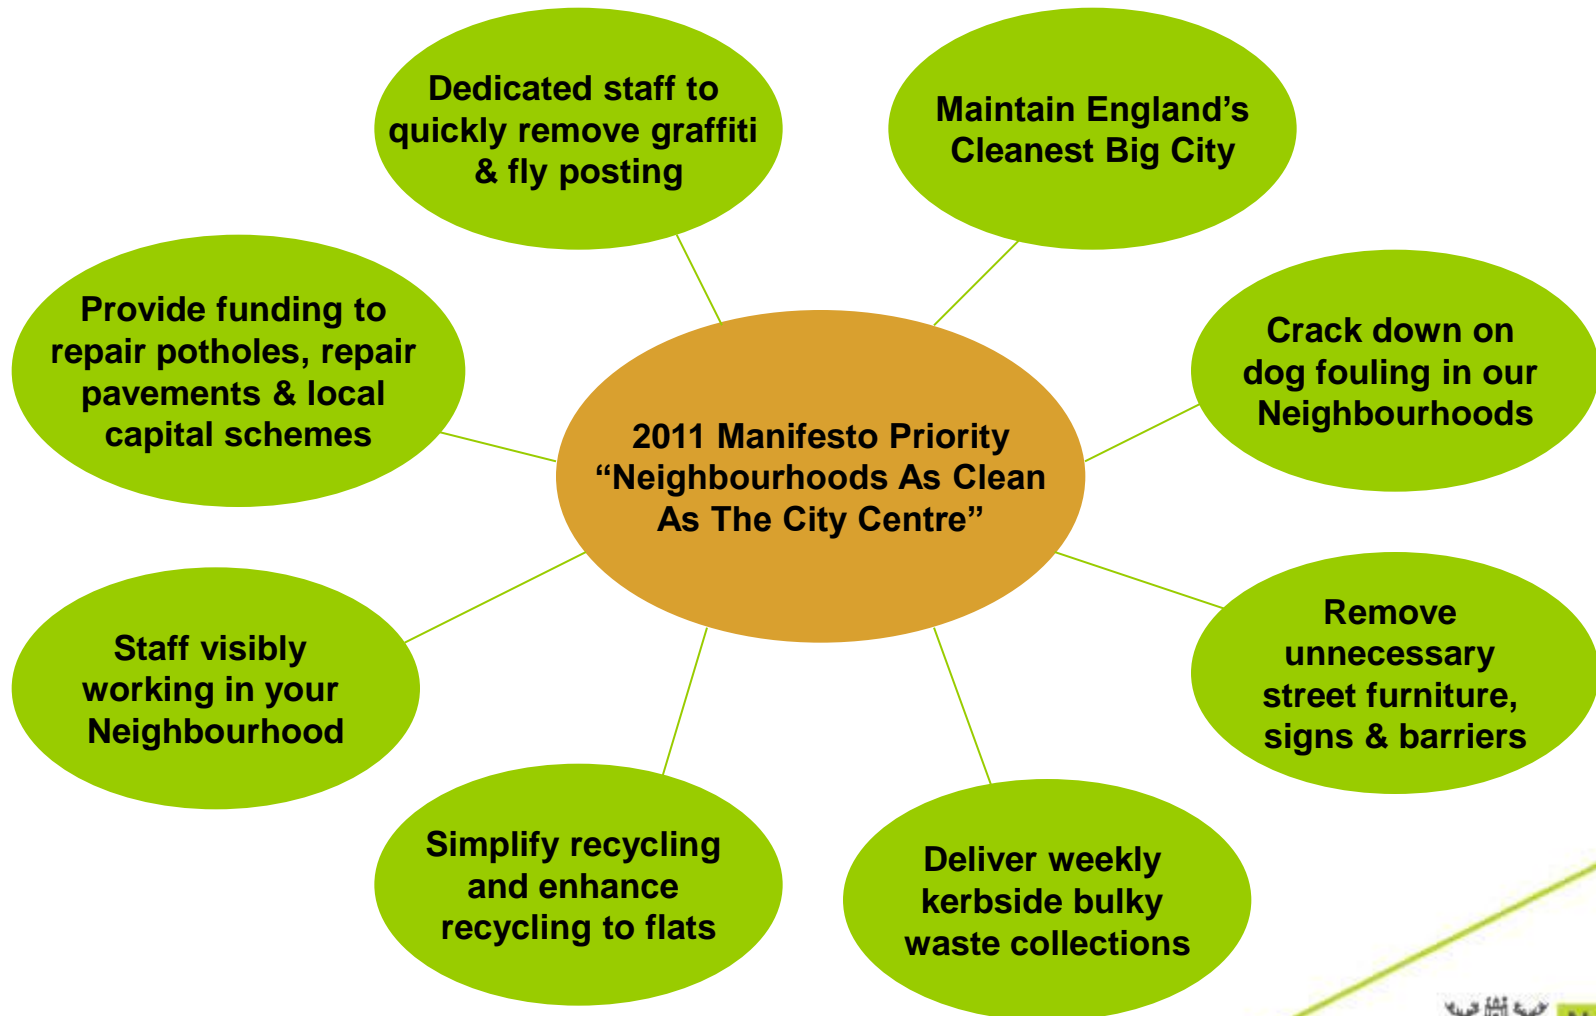 Dedicated staff to
quickly remove graffiti
& fly posting
Maintain England’s
Cleanest Big City
Provide funding to
repair potholes, repair
pavements & local
capital schemes
Crack down on
dog fouling in our
Neighbourhoods
2011 Manifesto Priority
“Neighbourhoods As Clean
As The City Centre”
Staff visibly
working in your
Neighbourhood
Remove
unnecessary
street furniture,
signs & barriers
Simplify recycling
and enhance
recycling to flats
Deliver weekly
kerbside bulky
waste collections